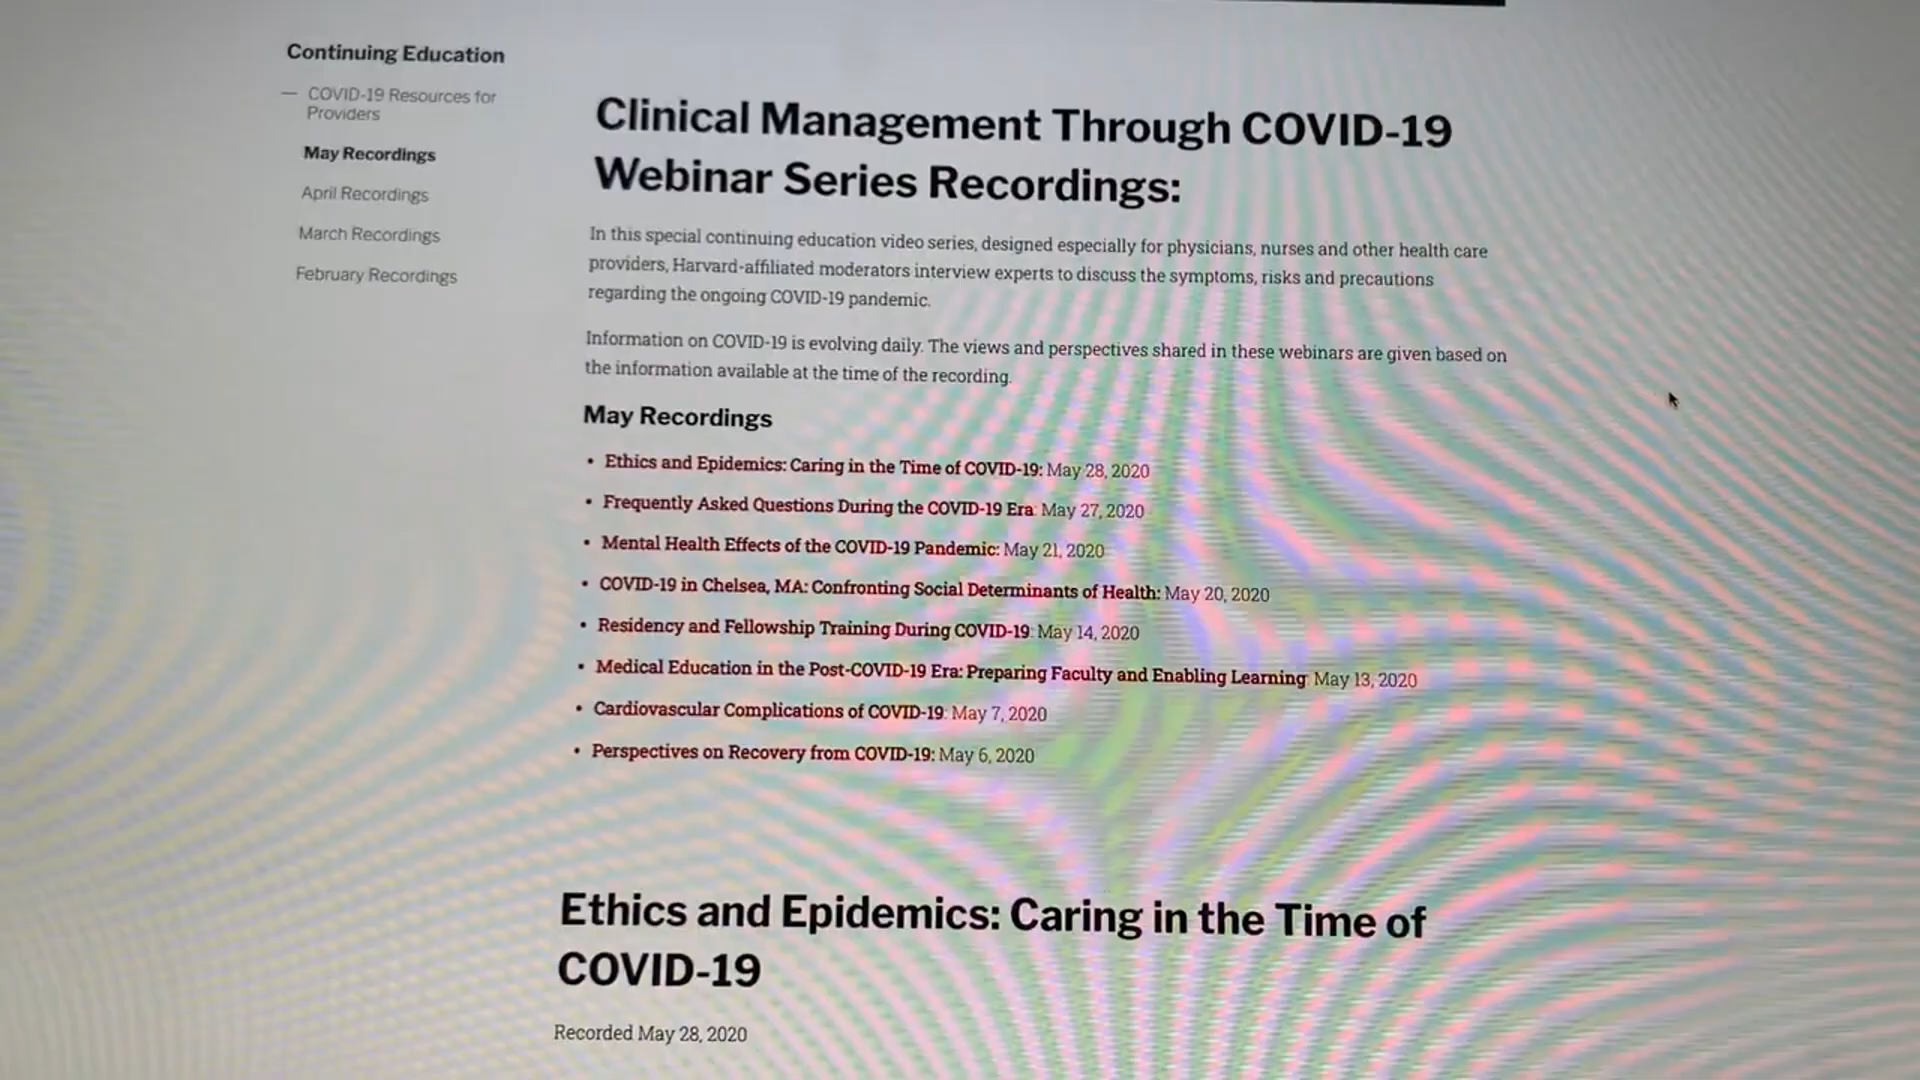 Continuing Education
— COVID-19 Resources for
Providers
May Recordings
April Recordings
March Recordings
February Recordings
Clinical Management Through COVID-19
Webinar Series Recordings:
In this special continuing education video series, designed especially for physicians, nurses and other health care
providers, Harvard-affiliated moderators interview experts to discuss the symptoms, risks and precautions
regarding the ongoing COVID-19 pandemic.
Information on COVID-19 is evolving daily. The views and perspectives shared in these webinars are given based on
the information available at the time of the recording.
May Recordings
• Ethics and Epidemics: Caring in the Time of COVID-19: May 28, 2020
• Frequently Asked Questions During the COVID-19 Era: May 27, 2020
• Mental Health Effects of the COVID-19 Pandemic: May 21, 2020
• COVID-19 in Chelsea, MA: Confronting Social Determinants of Health: May 20, 2020
• Residency and Fellowship Training During COVID-19: May 14, 2020
• Medical Education in the Post-COVID-19 Era: Preparing Faculty and Enabling Learning: May 13, 2020
• Cardiovascular Complications of COVID-19: May 7, 2020
• Perspectives on Recovery from COVID-19: May 6, 2020
Ethics and Epidemics: Caring in the Time of
COVID-19
Recorded May 28, 2020